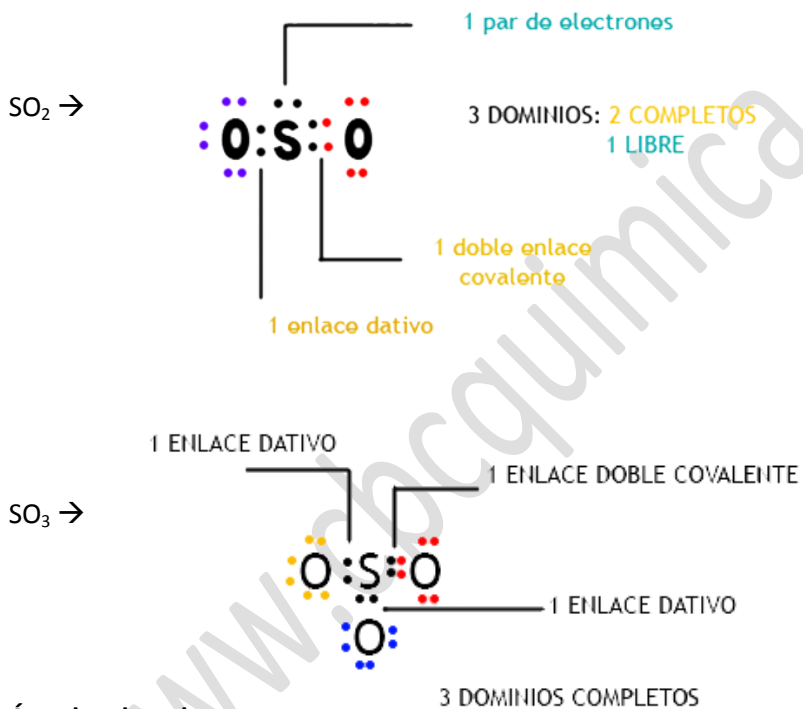 1 par de electrones
SO₂ →
O S O
3 DOMINIOS: 2 COMPLETOS
1 LIBRE
1 doble enlace
covalente
1 enlace dativo
1 ENLACE DATIVO
1 ENLACE DOBLE COVALENTE
SO₃ →
O S O
1 ENLACE DATIVO
O
3 DOMINIOS COMPLETOS
www.cbcquimica